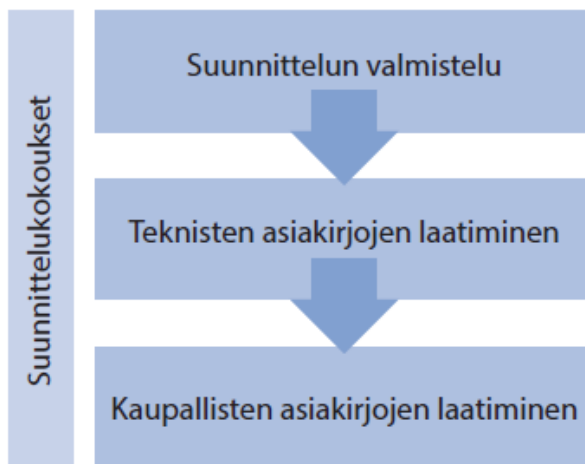 Suunnittelukokoukset
Suunnittelun valmistelu
Teknisten asiakirjojen laatiminen
Kaupallisten asiakirjojen laatiminen